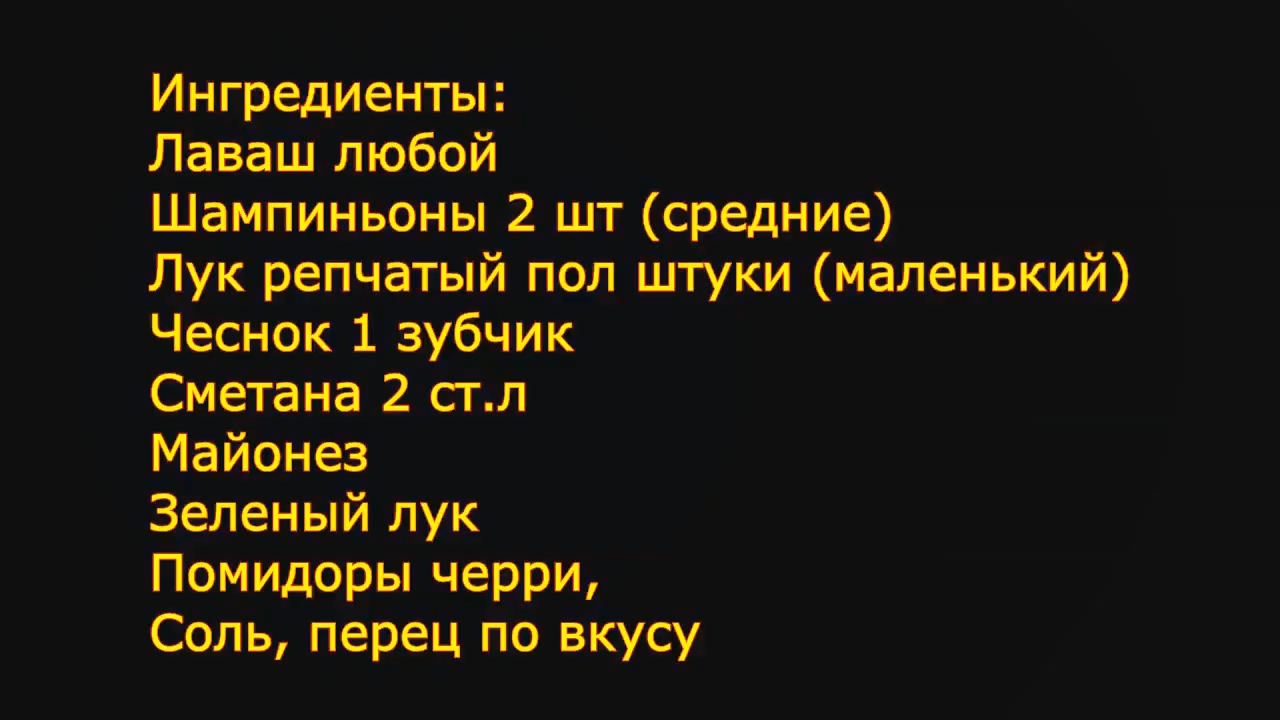 Ингредиенты:
Лаваш любой
Шампиньоны 2 шт (средние)
Лук репчатый пол штуки (маленький)
Чеснок 1 зубчик
Сметана 2 ст.л
Майонез
Зеленый лук
Помидоры черри,
Соль, перец по вкусу